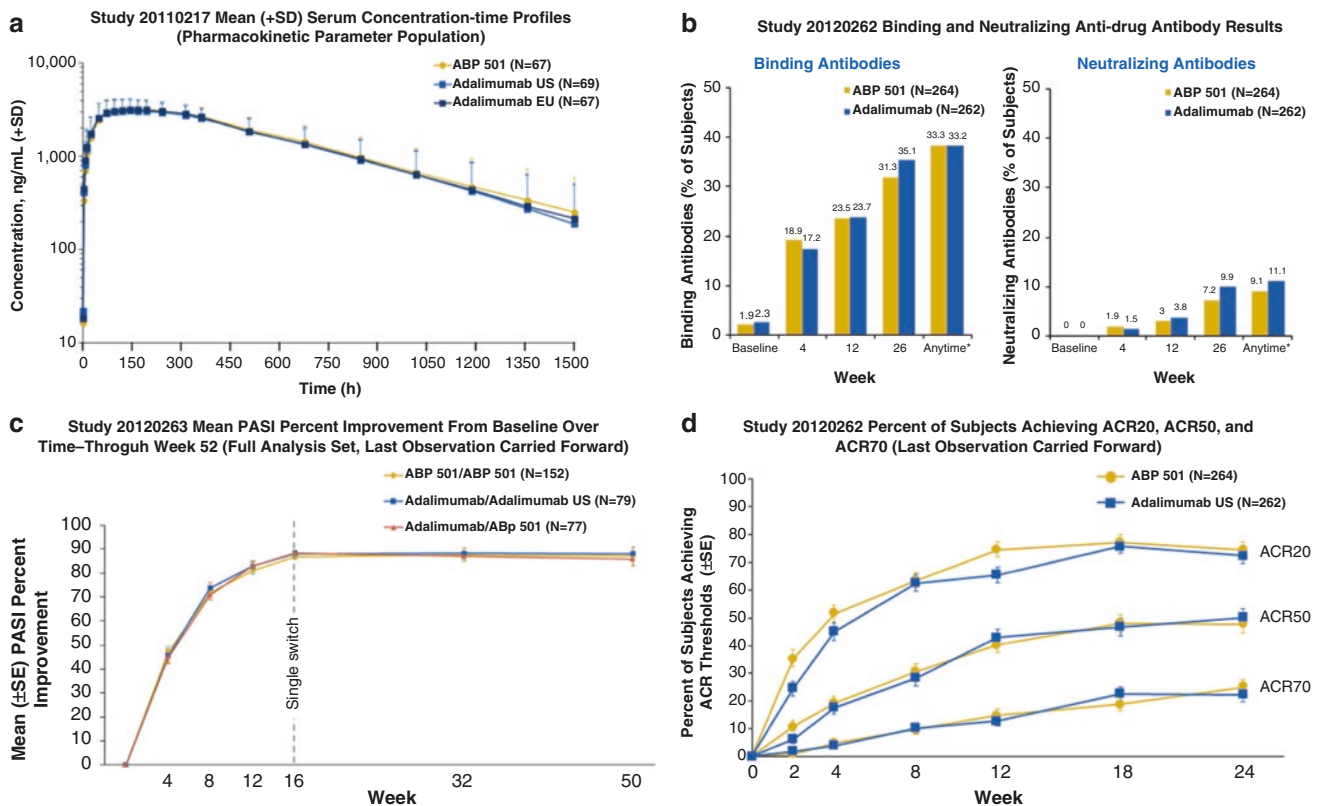 a
Study 20110217 Mean (+SD) Serum Concentration-time Profiles
(Pharmacokinetic Parameter Population)
ABP 501 (N=67)
Adalimumab US (N=69)
Adalimumab EU (N=67)
Concentration, ng/mL (+SD)
10,000
1,000
100
10
0 150 300 450 600 750 900 1050 1200 1350 1500
Time (h)
b
Study 20120262 Binding and Neutralizing Anti-drug Antibody Results
Binding Antibodies
ABP 501 (N=264)
Adalimumab (N=262)
Binding Antibodies (% of Subjects)
50
40
30
20
10
0
1.9 2.3
18.9 17.2
23.5 23.7
31.3 35.1
33.3 33.2
Baseline 4 12 26 Anytime*
Week
Neutralizing Antibodies
ABP 501 (N=264)
Adalimumab (N=262)
Neutralizing Antibodies (% of Subjects)
50
40
30
20
10
0
0 0
1.9 1.5
3 3.8
7.2 9.9
9.1 11.1
Baseline 4 12 26 Anytime*
Week
c
Study 20120263 Mean PASI Percent Improvement From Baseline Over
Time–Throguh Week 52 (Full Analysis Set, Last Observation Carried Forward)
ABP 501/ABP 501 (N=152)
Adalimumab/Adalimumab US (N=79)
Adalimumab/ABp 501 (N=77)
Mean (±SE) PASI Percent
Improvement
100
90
80
70
60
50
40
30
20
10
0
Single switch
4 8 12 16 32 50
Week
d
Study 20120262 Percent of Subjects Achieving ACR20, ACR50, and
ACR70 (Last Observation Carried Forward)
ABP 501 (N=264)
Adalimumab US (N=262)
Percent of Subjects Achieving
ACR Thresholds (±SE)
100
90
80
70
60
50
40
30
20
10
0
ACR20
ACR50
ACR70
0 2 4 8 12 18 24
Week